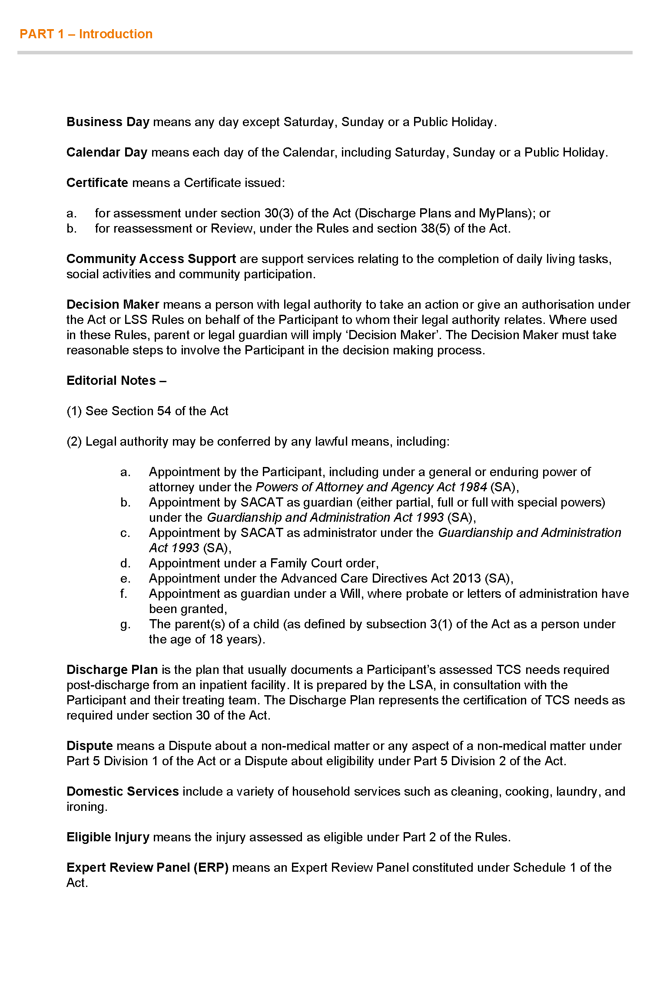 PART 1 – Introduction
Business Day means any day except Saturday, Sunday or a Public Holiday.
Calendar Day means each day of the Calendar, including Saturday, Sunday or a Public Holiday.
Certificate means a Certificate issued:
a. for assessment under section 30(3) of the Act (Discharge Plans and MyPlans); or
b. for reassessment or Review, under the Rules and section 38(5) of the Act.
Community Access Support are support services relating to the completion of daily living tasks,
social activities and community participation.
Decision Maker means a person with legal authority to take an action or give an authorisation under
the Act or LSS Rules on behalf of the Participant to whom their legal authority relates. Where used
in these Rules, parent or legal guardian will imply ‘Decision Maker’. The Decision Maker must take
reasonable steps to involve the Participant in the decision making process.
Editorial Notes –
(1) See Section 54 of the Act
(2) Legal authority may be conferred by any lawful means, including:
a. Appointment by the Participant, including under a general or enduring power of
attorney under the Powers of Attorney and Agency Act 1984 (SA),
b. Appointment by SACAT as guardian (either partial, full or full with special powers)
under the Guardianship and Administration Act 1993 (SA),
c. Appointment by SACAT as administrator under the Guardianship and Administration
Act 1993 (SA),
d. Appointment under a Family Court order,
e. Appointment under the Advanced Care Directives Act 2013 (SA),
f. Appointment as guardian under a Will, where probate or letters of administration have
been granted,
g. The parent(s) of a child (as defined by subsection 3(1) of the Act as a person under
the age of 18 years).
Discharge Plan is the plan that usually documents a Participant’s assessed TCS needs required
post-discharge from an inpatient facility. It is prepared by the LSA, in consultation with the
Participant and their treating team. The Discharge Plan represents the certification of TCS needs as
required under section 30 of the Act.
Dispute means a Dispute about a non-medical matter or any aspect of a non-medical matter under
Part 5 Division 1 of the Act or a Dispute about eligibility under Part 5 Division 2 of the Act.
Domestic Services include a variety of household services such as cleaning, cooking, laundry, and
ironing.
Eligible Injury means the injury assessed as eligible under Part 2 of the Rules.
Expert Review Panel (ERP) means an Expert Review Panel constituted under Schedule 1 of the
Act.